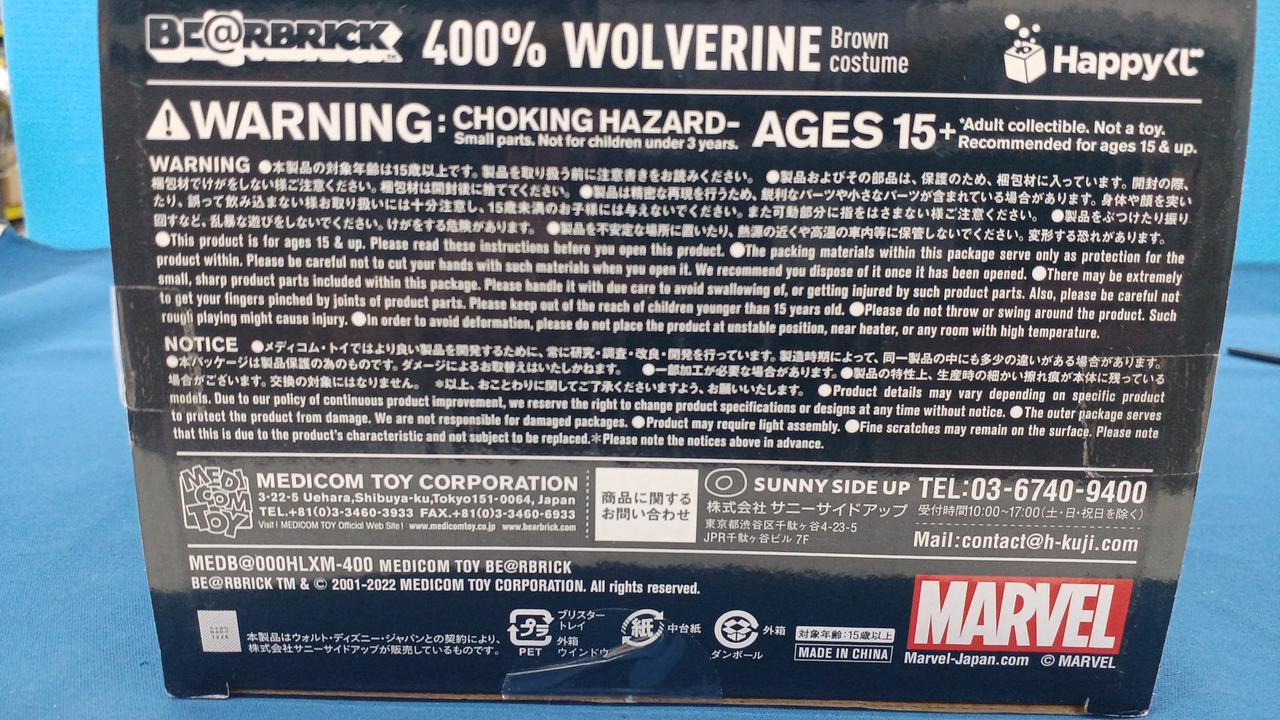 BE@RBRICK™ 400% WOLVERINE Brown costume
Happyくじ™
WARNING: CHOKING HAZARD-
Small parts. Not for children under 3 years.
AGES 15+
*Adult collectible. Not a toy.
Recommended for ages 15 & up.
WARNING ●本製品の対象年齢は15歳以上です。製品を取り扱う前に注意書きをお読みください。 ●製品およびその部品は、保護のため、梱包材に入っています。開封の際、
梱包材でけがをしない様ご注意ください。梱包材は開封後に捨ててください。 ●製品は精密な再現を行うため、鋭利なパーツや小さなパーツが含まれている場合があります。身体や顔を突い
たり、誤って飲み込まない様お取り扱いには十分注意し、15歳未満のお子様には与えないでください。また可動部分に指をはさまない様ご注意ください。 ●製品をぶつけたり振り
回すなど、乱暴な遊びをしないでください。けがをする危険があります。 ●製品を不安定な場所に置いたり、熱源の近くや高温の車内等に保管しないでください。変形する恐れがあります。
●This product is for ages 15 & up. Please read these instructions before you open this product. ●The packing materials within this package serve only as protection for the
product within. Please be careful not to cut your hands with such materials when you open it. We recommend you dispose of it once it has been opened. ●There may be extremely
small, sharp product parts included within this package. Please handle it with due care to avoid swallowing of, or getting injured by such product parts. Also, please be careful not
to get your fingers pinched by joints of product parts. Please keep out of the reach of children younger than 15 years old. ●Please do not throw or swing around the product. Such
rough playing might cause injury. ●In order to avoid deformation, please do not place the product at unstable position, near heater, or any room with high temperature.
NOTICE ●メディコム・トイではより良い製品を開発するために、常に研究・調査・改良・開発を行っています。製造時期によって、同一製品の中にも多少の違いがある場合があります。
●本パッケージは製品保護の為のものです。ダメージによるお取替えはいたしかねます。 ●一部加工が必要な場合があります。●製品の特性上、生産時の細かい擦れ痕が本体に残っている
場合がございます。交換の対象にはなりません。 *以上、おことわりに関してご了承くださいますよう、お願いいたします。 ●Product details may vary depending on specific product
models. Due to our policy of continuous product improvement, we reserve the right to change product specifications or designs at any time without notice. ●The outer package serves
to protect the product from damage. We are not responsible for damaged packages. ●Product may require light assembly. ●Fine scratches may remain on the surface. Please note
that this is due to the product's characteristic and not subject to be replaced.*Please note the notices above in advance.
MEDICOM TOY
MEDICOM TOY CORPORATION
3-22-5 Uehara,Shibuya-ku,Tokyo151-0064, Japan
TEL.+81(0)3-3460-3933 FAX.+81(0)3-3460-6933
Visit! MEDICOM TOY Official Web Site! www.medicomtoy.co.jp www.bearbrick.com
商品に関する
お問い合わせ
SUNNY SIDE UP
株式会社 サニーサイドアップ
東京都渋谷区千駄ヶ谷4-23-5
JPR千駄ヶ谷ビル 7F
TEL:03-6740-9400
受付時間10:00~17:00(土・日・祝日を除く)
Mail:contact@h-kuji.com
MEDB@000HLXM-400 MEDICOM TOY BE@RBRICK
BE@RBRICK TM & © 2001-2022 MEDICOM TOY CORPORATION. All rights reserved.
本製品はウォルト・ディズニー・ジャパンとの契約により、
株式会社サニーサイドアップが販売しているものです。
プラ
PET
ブリスター
トレイ
外箱
ウインドウ
紙
中台紙
ダンボール
外箱
対象年齢:15歳以上
MADE IN CHINA
MARVEL
Marvel-Japan.com © MARVEL